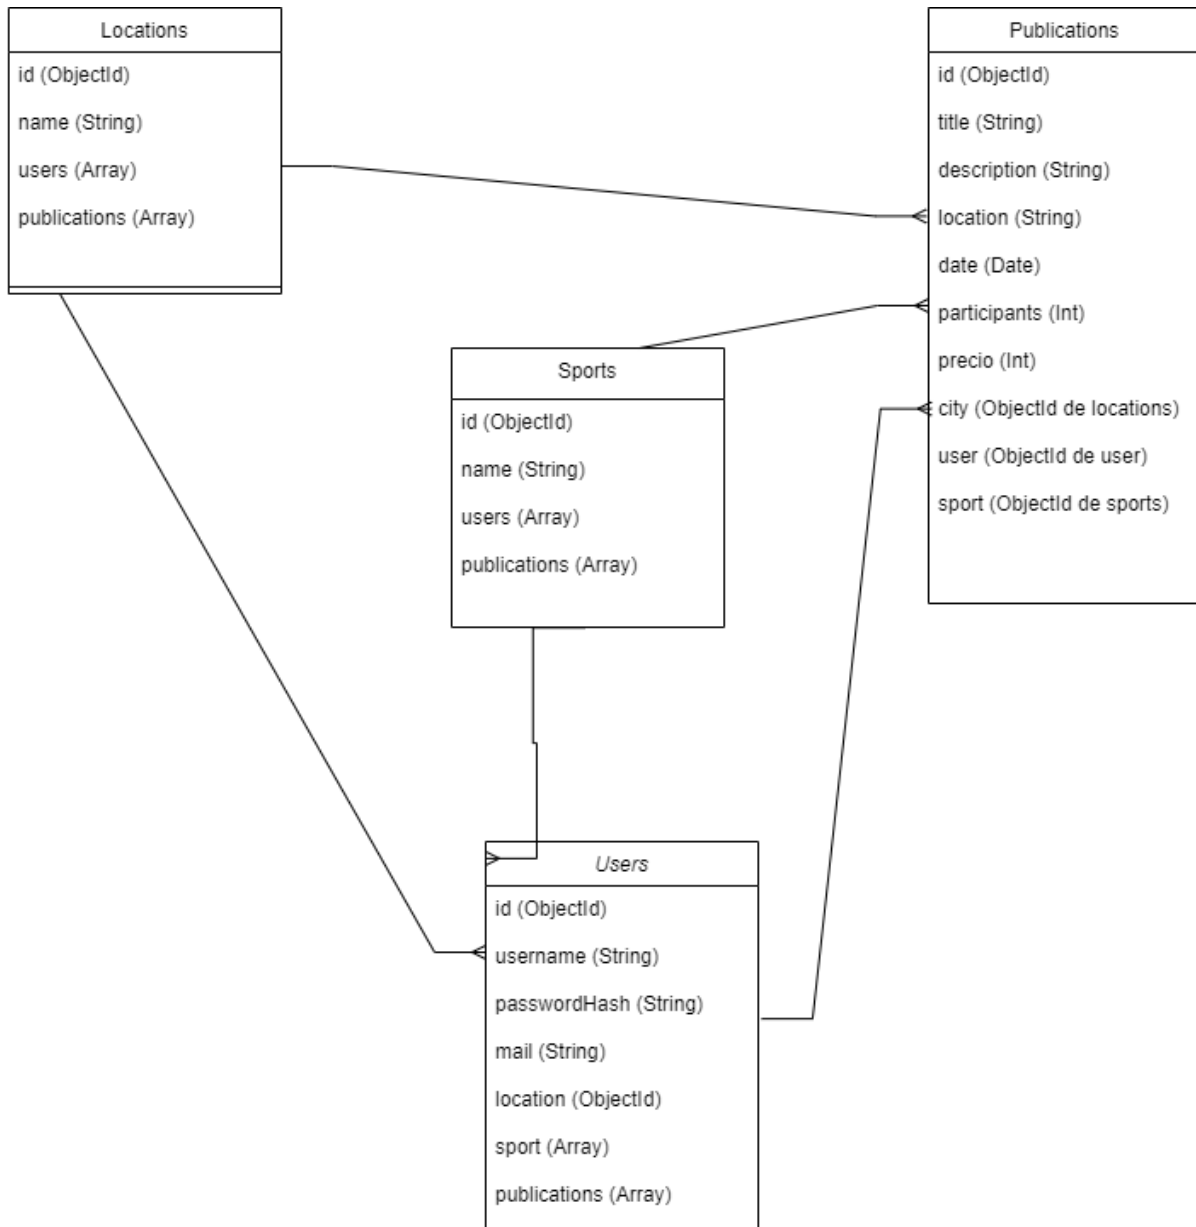 Locations
id (ObjectId)
name (String)
users (Array)
publications (Array)
Publications
id (ObjectId)
title (String)
description (String)
location (String)
date (Date)
participants (Int)
precio (Int)
city (ObjectId de locations)
user (ObjectId de user)
sport (ObjectId de sports)
Sports
id (ObjectId)
name (String)
users (Array)
publications (Array)
Users
id (ObjectId)
username (String)
passwordHash (String)
mail (String)
location (ObjectId)
sport (Array)
publications (Array)